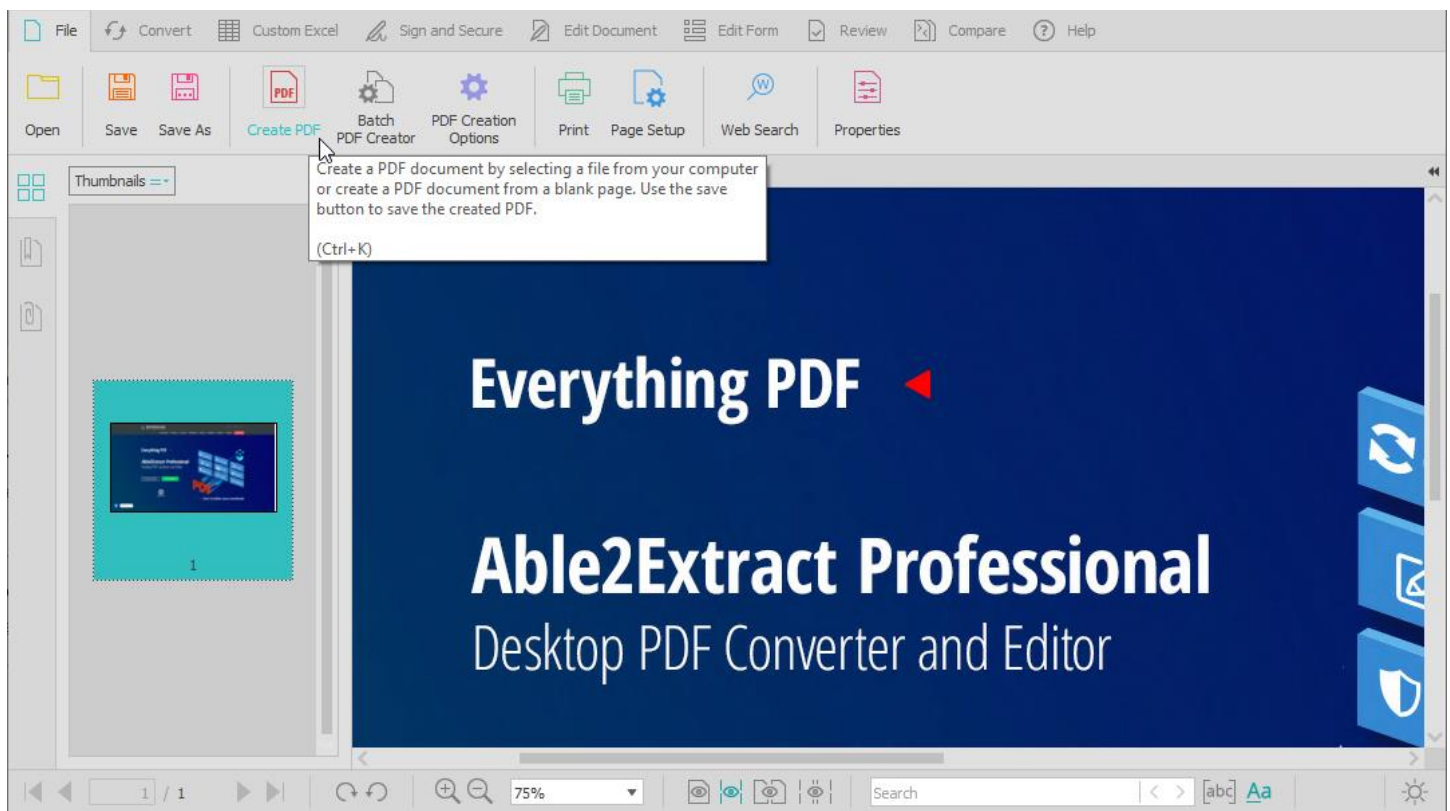 File Convert Custom Excel Sign and Secure Edit Document Edit Form Review Compare Help
PDF
W
Open Save Save As Create PDF Batch PDF Creator PDF Creation Options Print Page Setup Web Search Properties
Thumbnails
Create a PDF document by selecting a file from your computer
or create a PDF document from a blank page. Use the save
button to save the created PDF.
(Ctrl+K)
1
Everything PDF
Able2Extract Professional
Desktop PDF Converter and Editor
1 / 1 75% Search [abc] Aa